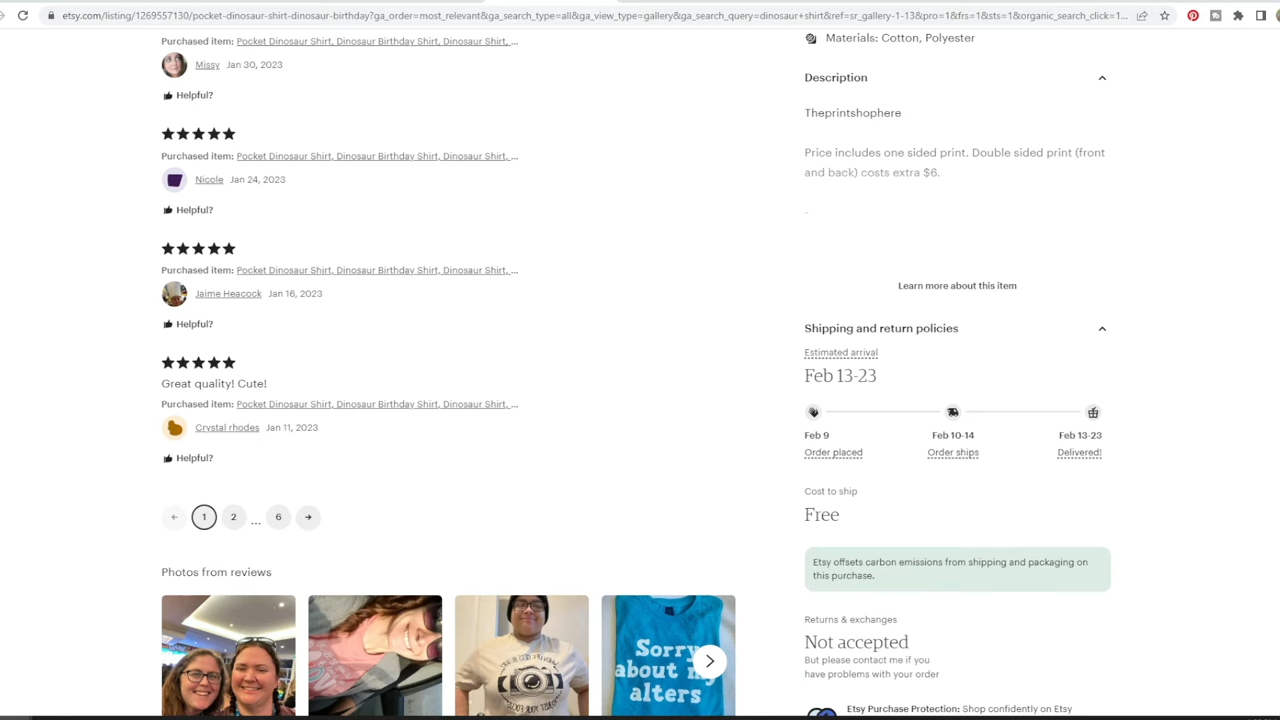 etsy.com/listing/1269557130/pocket-dinosaur-shirt-dinosaur-birthday?ga_order=most_relevant&ga_search_type=all&ga_view_type=gallery&ga_search_query=dinosaur+shirt&ref=sr_gallery-1-13&pro=1&frs=1&sts=1&organic_search_click=1...
Purchased item: Pocket Dinosaur Shirt, Dinosaur Birthday Shirt, Dinosaur Shirt, ...
Missy Jan 30, 2023
Helpful?
Purchased item: Pocket Dinosaur Shirt, Dinosaur Birthday Shirt, Dinosaur Shirt, ...
Nicole Jan 24, 2023
Helpful?
Purchased item: Pocket Dinosaur Shirt, Dinosaur Birthday Shirt, Dinosaur Shirt, ...
Jaime Heacock Jan 16, 2023
Helpful?
Great quality! Cute!
Purchased item: Pocket Dinosaur Shirt, Dinosaur Birthday Shirt, Dinosaur Shirt, ...
Crystal rhodes Jan 11, 2023
Helpful?
1 2 ... 6
Photos from reviews
Sorry
about my
alters
Materials: Cotton, Polyester
Description
Theprintshophere
Price includes one sided print. Double sided print (front
and back) costs extra $6.
.
Learn more about this item
Shipping and return policies
Estimated arrival
Feb 13-23
Feb 9 Feb 10-14 Feb 13-23
Order placed Order ships Delivered!
Cost to ship
Free
Etsy offsets carbon emissions from shipping and packaging on
this purchase.
Returns & exchanges
Not accepted
But please contact me if you
have problems with your order
Etsy Purchase Protection: Shop confidently on Etsy